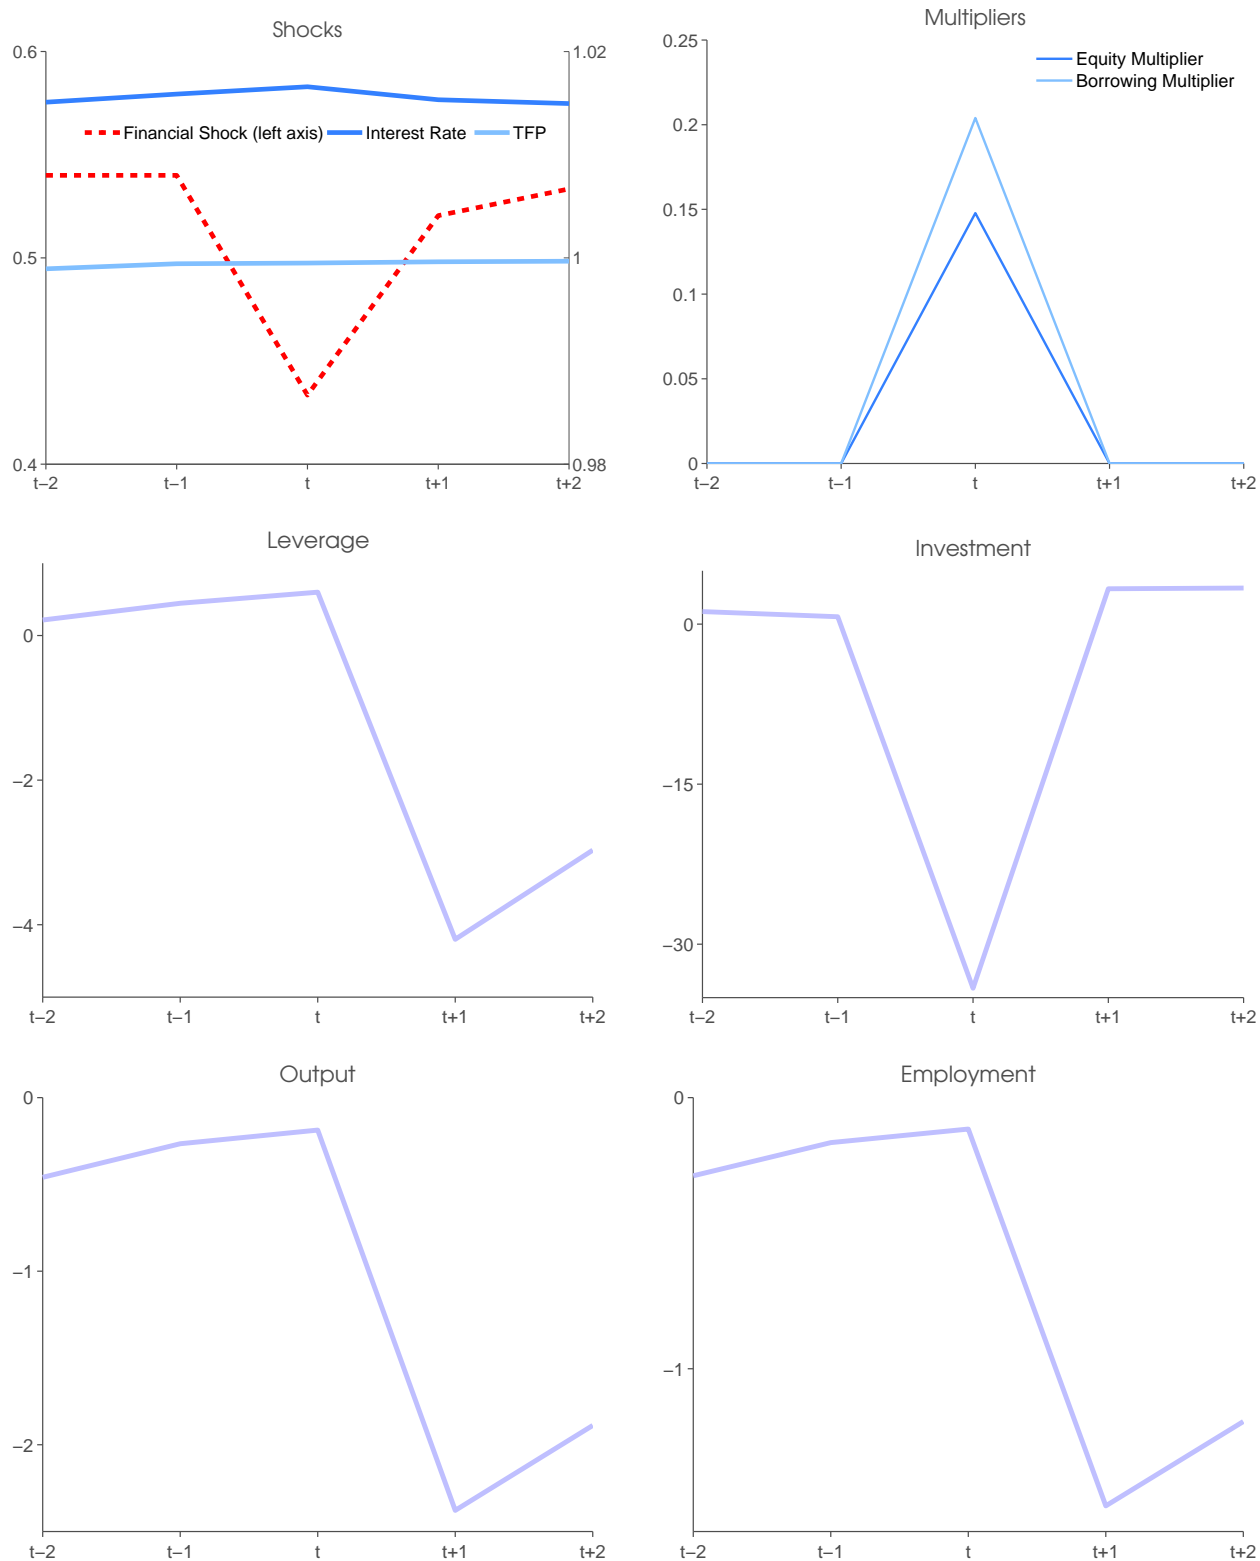 Shocks
0.6
1.02
Financial Shock (left axis) Interest Rate TFP
0.5
1
0.4
0.98
t−2 t−1 t t+1 t+2
Multipliers
0.25
Equity Multiplier
Borrowing Multiplier
0.2
0.15
0.1
0.05
0
t−2 t−1 t t+1 t+2
Leverage
0
−2
−4
t−2 t−1 t t+1 t+2
Investment
0
−15
−30
t−2 t−1 t t+1 t+2
Output
0
−1
−2
t−2 t−1 t t+1 t+2
Employment
0
−1
t−2 t−1 t t+1 t+2